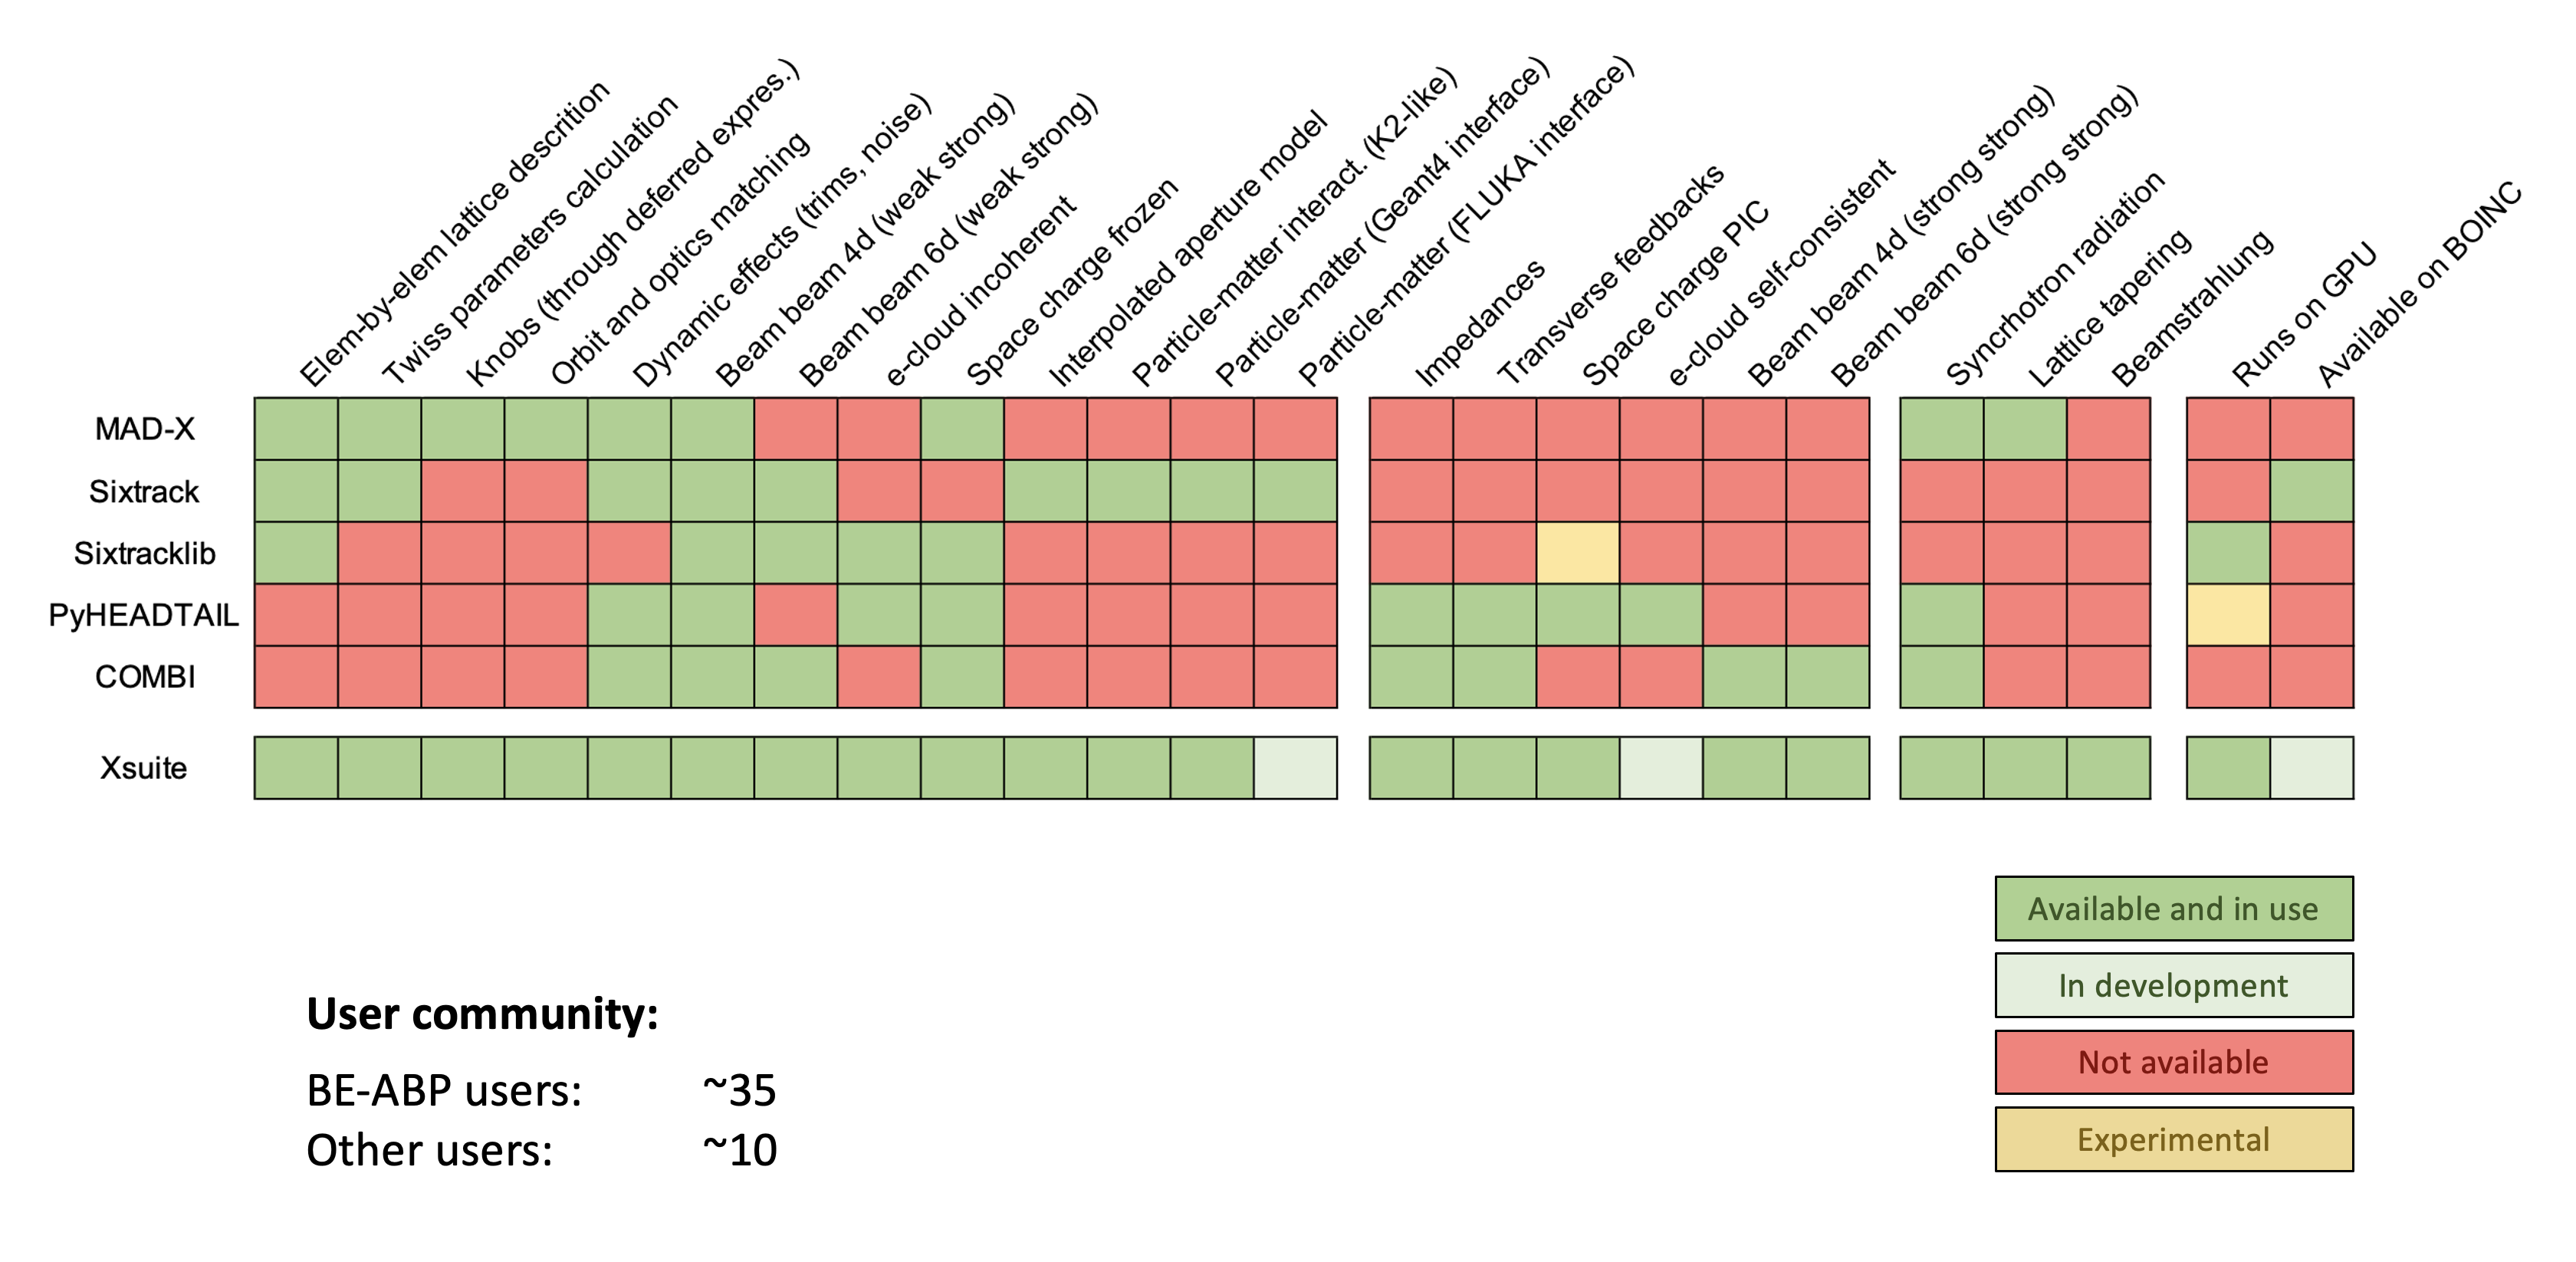 Elem-by-elem lattice descrition
Twiss parameters calculation
Knobs (through deferred expres.)
Orbit and optics matching
Dynamic effects (trims, noise)
Beam beam 4d (weak strong)
Beam beam 6d (weak strong)
e-cloud incoherent
Space charge frozen
Interpolated aperture model
Particle-matter interact. (K2-like)
Particle-matter (Geant4 interface)
Particle-matter (FLUKA interface)
Impedances
Transverse feedbacks
Space charge PIC
e-cloud self-consistent
Beam beam 4d (strong strong)
Beam beam 6d (strong strong)
Syncrhotron radiation
Lattice tapering
Beamstrahlung
Runs on GPU
Available on BOINC
MAD-X
Sixtrack
Sixtracklib
PyHEADTAIL
COMBI
Xsuite
Available and in use
In development
Not available
Experimental
User community:
BE-ABP users: ~35
Other users: ~10